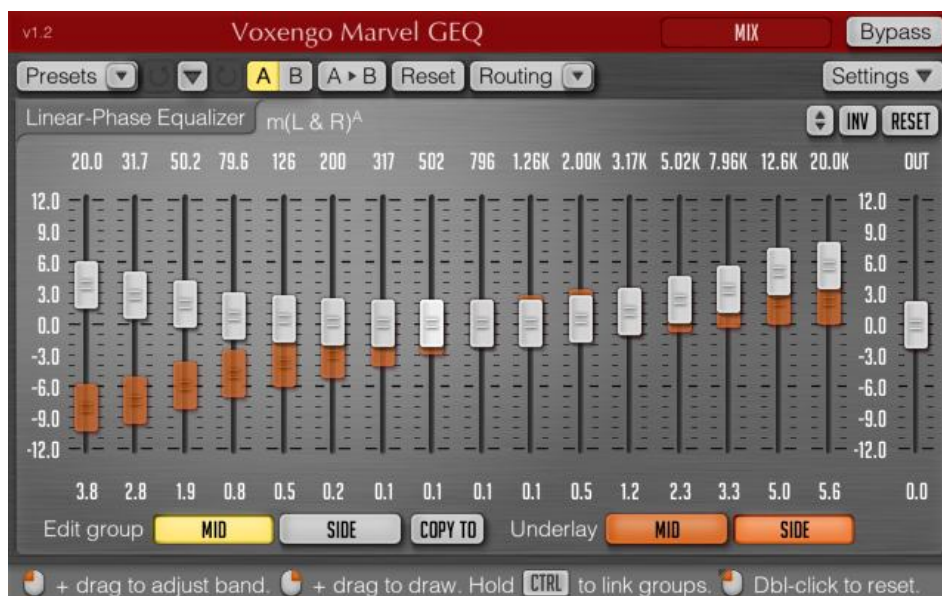 v1.2 Voxengo Marvel GEQ MIX Bypass
Presets A B A ▸ B Reset Routing Settings
Linear-Phase Equalizer m(L & R)ᴬ INV RESET
20.0 31.7 50.2 79.6 126 200 317 502 796 1.26K 2.00K 3.17K 5.02K 7.96K 12.6K 20.0K OUT
12.0 12.0
9.0 9.0
6.0 6.0
3.0 3.0
0.0 0.0
-3.0 -3.0
-6.0 -6.0
-9.0 -9.0
-12.0 -12.0
3.8 2.8 1.9 0.8 0.5 0.2 0.1 0.1 0.1 0.1 0.5 1.2 2.3 3.3 5.0 5.6 0.0
Edit group MID SIDE COPY TO Underlay MID SIDE
+ drag to adjust band. + drag to draw. Hold CTRL to link groups. Dbl-click to reset.